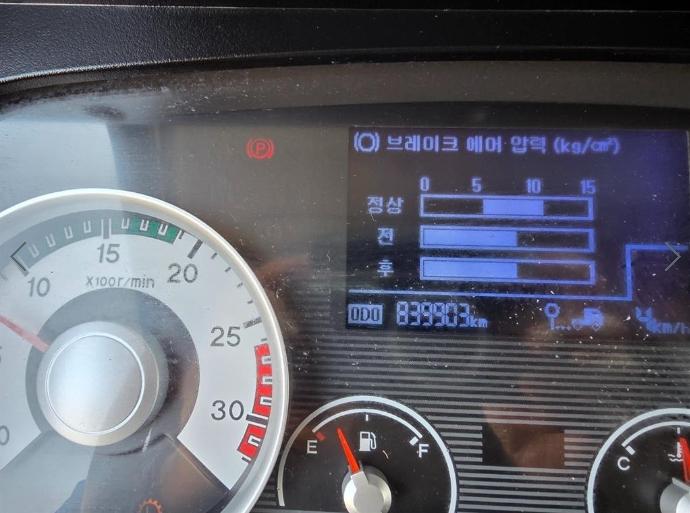 (P)
브레이크 에어 압력 (kg/cm²)
0 5 10 15
정상
전
후
ODO 839903km
km/h
10 15 20 25 30
X100r/min
E F
C